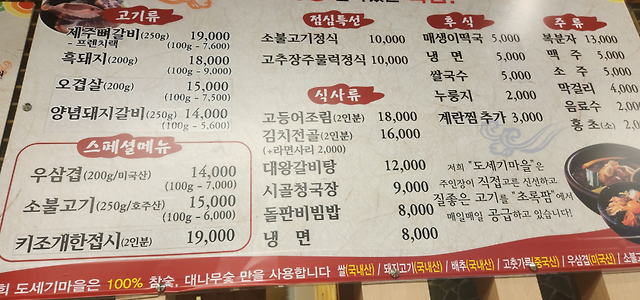 고기류
제주뼈갈비(250g) 19,000
- 프렌치랙 (100g - 7,600)
흑돼지(200g) 18,000
(100g - 9,000)
오겹살(200g) 15,000
(100g - 7,500)
양념돼지갈비(250g) 14,000
(100g - 5,600)
스페셜메뉴
우삼겹(200g/미국산) 14,000
(100g - 7,000)
소불고기(250g/호주산) 15,000
(100g - 6,000)
키조개한접시(2인분) 19,000
점심특선
소불고기정식 10,000
고추장주물럭정식 10,000
식사류
고등어조림(2인분) 18,000
김치전골(2인분) 16,000
(+라면사리 2,000)
대왕갈비탕 12,000
시골청국장 9,000
돌판비빔밥 8,000
냉 면 8,000
후 식
매생이떡국 5,000
냉 면 5,000
쌀국수 5,000
누룽지 2,000
계란찜추가 3,000
주 류
복분자 13,000
맥 주 5,000
소 주 5,000
막걸리 4,000
음료수 2,000
홍초(소) 2,
저희 "도세기마을"은
주인장이 직접고른 신선하고
질좋은 고기를 "초록팜"에서
매일매일 공급하고 있습니다!
희 도세기마을은 100% 참숯, 대나무숯 만을 사용합니다 쌀(국내산) / 돼지고기(국내산) / 배추(국내산) / 고춧가루(중국산) / 우삼겹(미국산) / 소불고